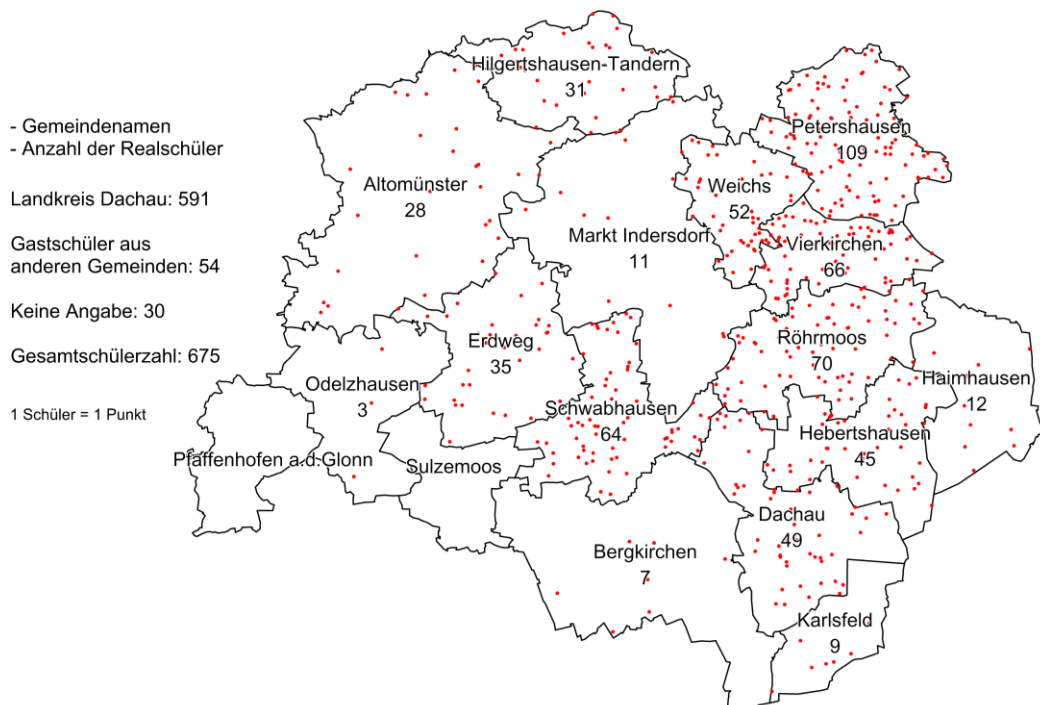 - Gemeindenamen
- Anzahl der Realschüler
Landkreis Dachau: 591
Gastschüler aus
anderen Gemeinden: 54
Keine Angabe: 30
Gesamtschülerzahl: 675
1 Schüler = 1 Punkt
Hilgertshausen-Tandern
31
Petershausen
109
Altomünster
28
Weichs
52
Markt Indersdorf
11
Vierkirchen
66
Erdweg
35
Röhrmoos
70
Haimhausen
12
Odelzhausen
3
Schwabhausen
64
Hebertshausen
45
Pfaffenhofen a.d.Glonn
Sulzemoos
Dachau
49
Bergkirchen
7
Karlsfeld
9